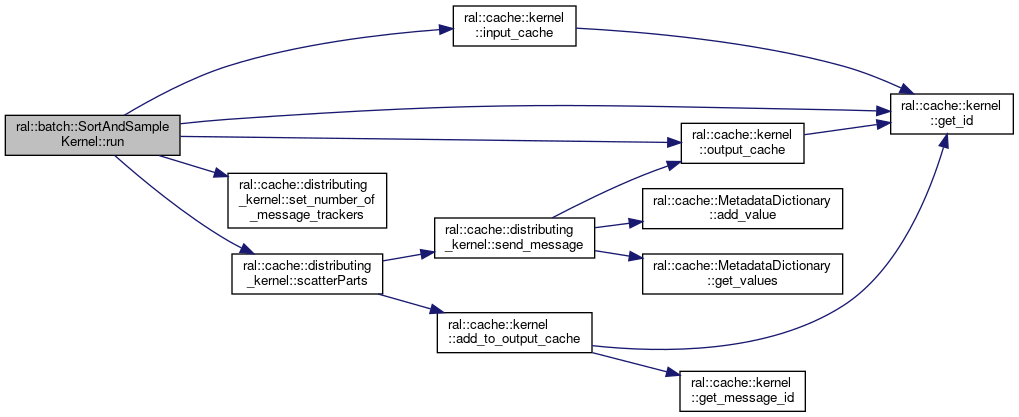 ral::cache::kernel
::input_cache
ral::cache::kernel
::get_id
ral::batch::SortAndSample
Kernel::run
ral::cache::kernel
::output_cache
ral::cache::distributing
_kernel::set_number_of
_message_trackers
ral::cache::MetadataDictionary
::add_value
ral::cache::distributing
_kernel::send_message
ral::cache::distributing
_kernel::scatterParts
ral::cache::MetadataDictionary
::get_values
ral::cache::kernel
::add_to_output_cache
ral::cache::kernel
::get_message_id